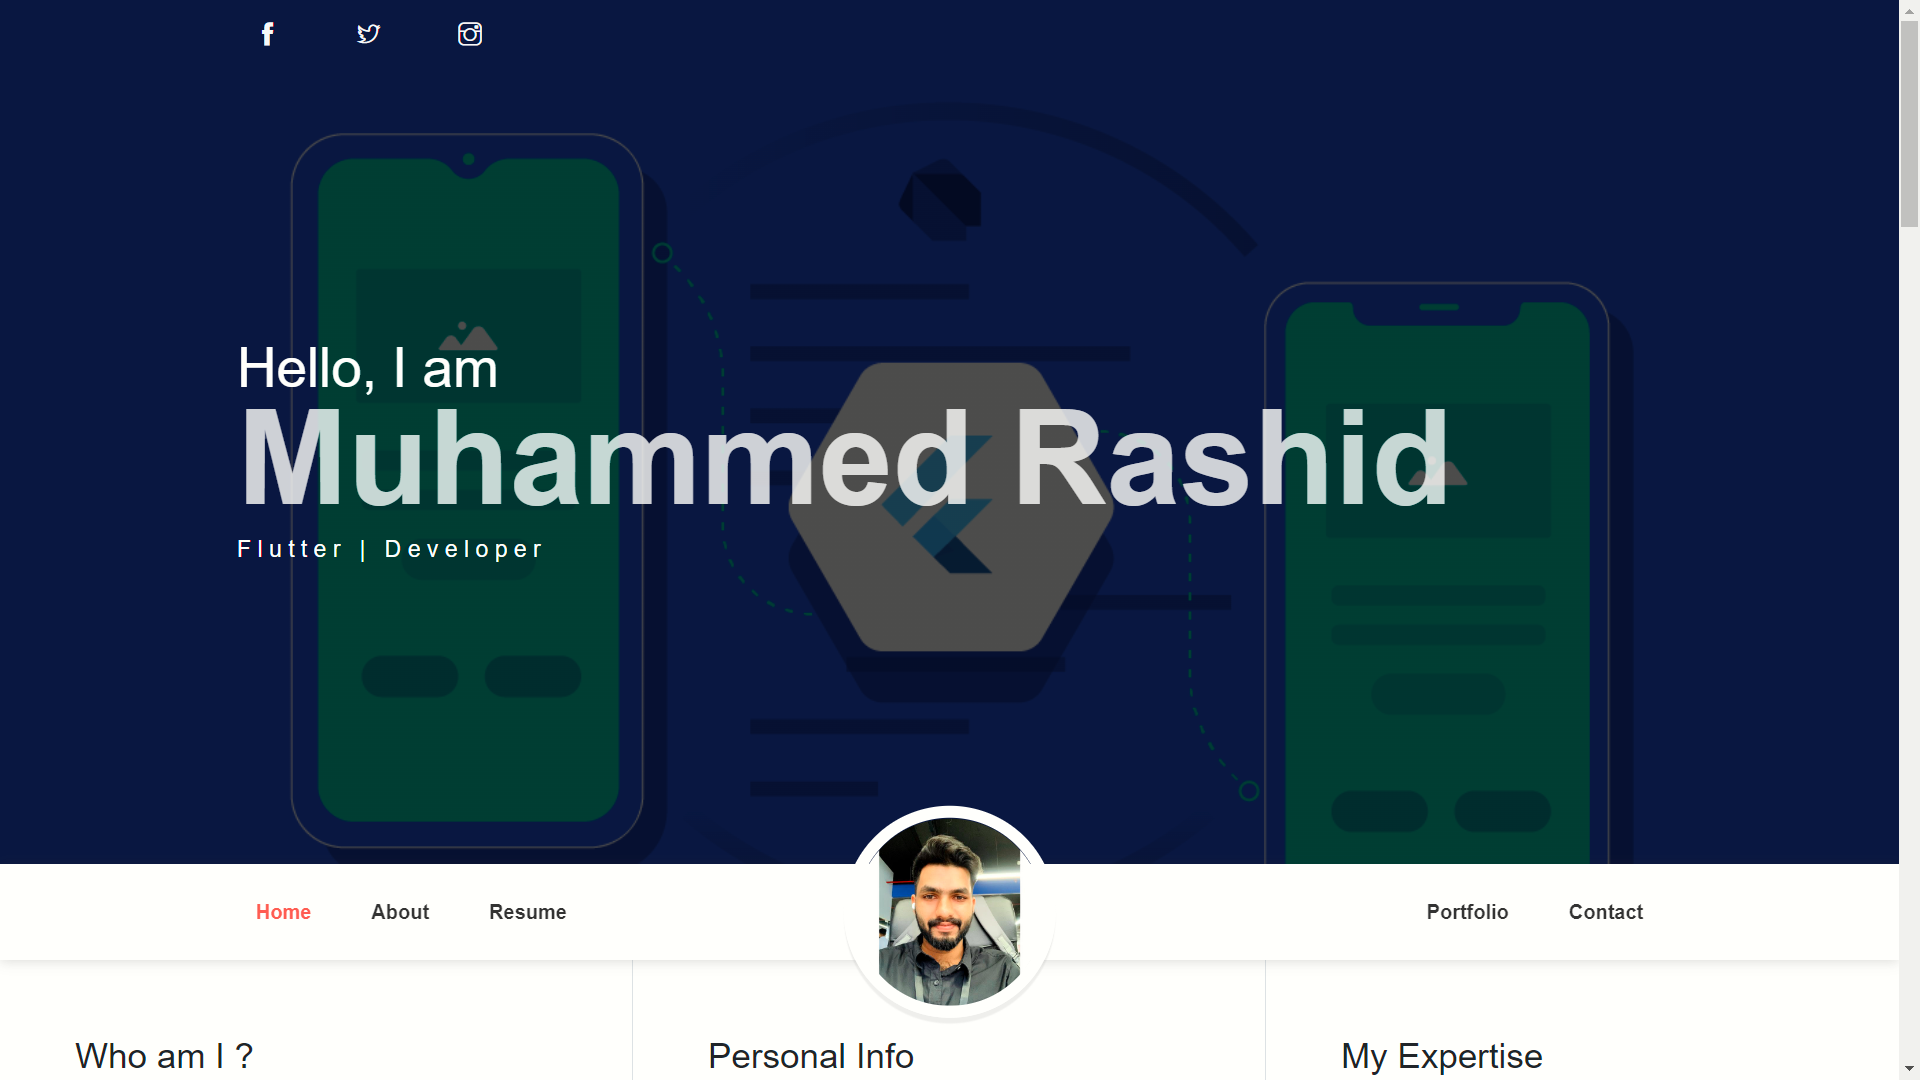 Hello, I am
Muhammed Rashid
Flutter | Developer
Home
About
Resume
Portfolio
Contact
Who am I ?
Personal Info
My Expertise